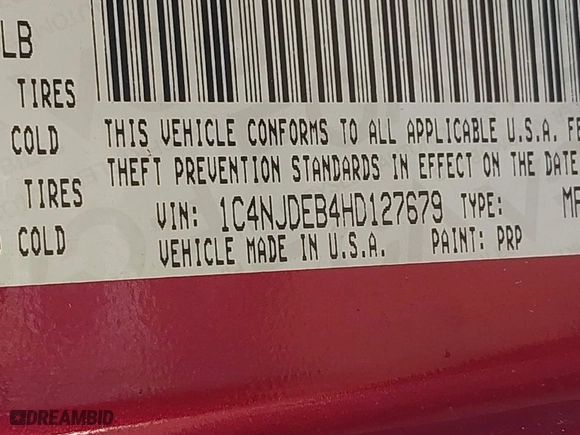 LB
TIRES
COLD
TIRES
COLD
THIS VEHICLE CONFORMS TO ALL APPLICABLE U.S.A.
THEFT PREVENTION STANDARDS IN EFFECT ON THE DATE
VIN: 1C4NJDEB4HD127679 TYPE:
VEHICLE MADE IN U.S.A. PAINT: PRP
DREAMBID